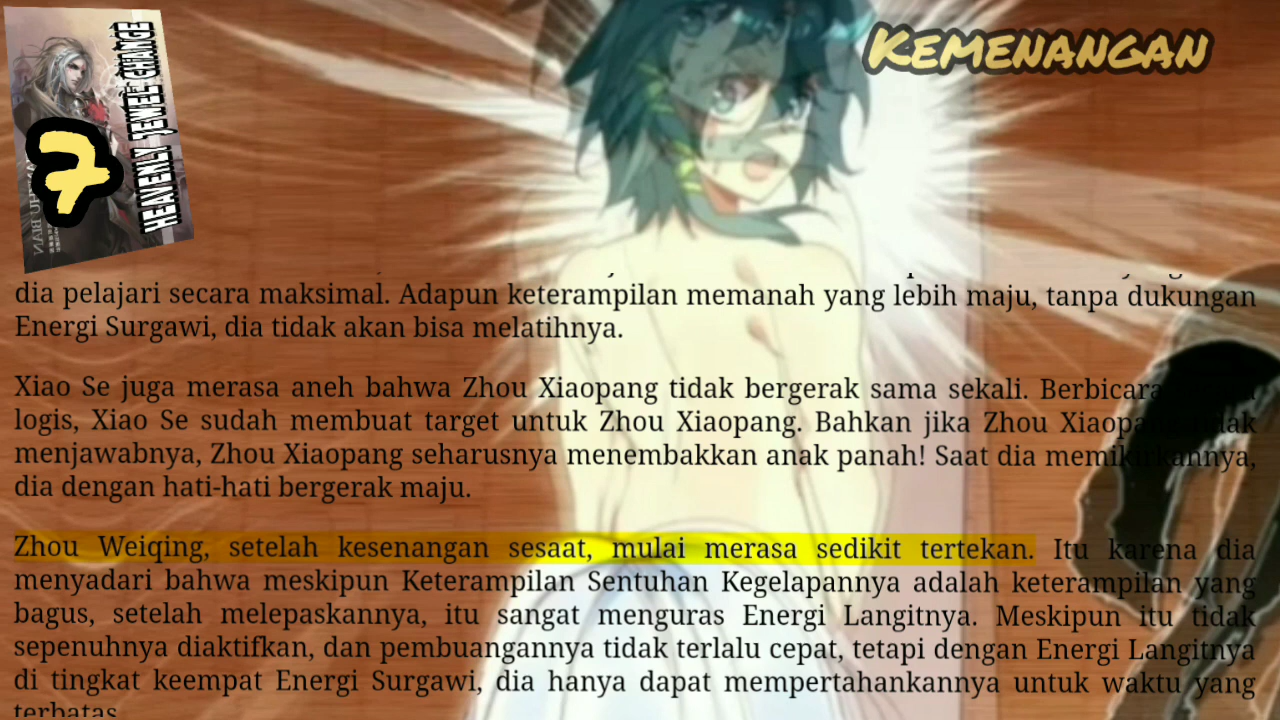 Kemenangan
HEAVENLY JEWEL CHANGE
7
BIAN
dia pelajari secara maksimal. Adapun keterampilan memanah yang lebih maju, tanpa dukungan
Energi Surgawi, dia tidak akan bisa melatihnya.
Xiao Se juga merasa aneh bahwa Zhou Xiaopang tidak bergerak sama sekali. Berbicara
logis, Xiao Se sudah membuat target untuk Zhou Xiaopang. Bahkan jika Zhou Xiaopang tidak
menjawabnya, Zhou Xiaopang seharusnya menembakkan anak panah! Saat dia memikirkannya,
dia dengan hati-hati bergerak maju.
Zhou Weiqing, setelah kesenangan sesaat, mulai merasa sedikit tertekan. Itu karena dia
menyadari bahwa meskipun Keterampilan Sentuhan Kegelapannya adalah keterampilan yang
bagus, setelah melepaskannya, itu sangat menguras Energi Langitnya. Meskipun itu tidak
sepenuhnya diaktifkan, dan pembuangannya tidak terlalu cepat, tetapi dengan Energi Langitnya
di tingkat keempat Energi Surgawi, dia hanya dapat mempertahankannya untuk waktu yang
terbatas